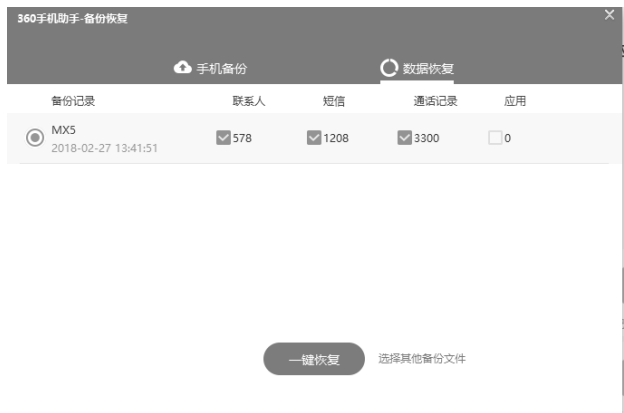 360手机助手-备份恢复
手机备份 数据恢复
备份记录 联系人 短信 通话记录 应用
MX5
2018-02-27 13:41:51
578 1208 3300 0
一键恢复 选择其他备份文件